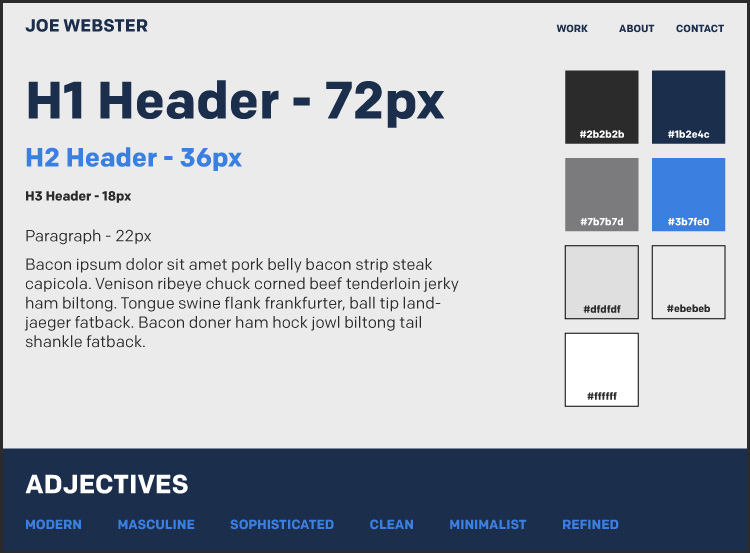 JOE WEBSTER
WORK ABOUT CONTACT
H1 Header - 72px
H2 Header - 36px
H3 Header - 18px
Paragraph - 22px
Bacon ipsum dolor sit amet pork belly bacon strip steak
capicola. Venison ribeye chuck corned beef tenderloin jerky
ham biltong. Tongue swine flank frankfurter, ball tip land-
jaeger fatback. Bacon doner ham hock jowl biltong tail
shankle fatback.
#2b2b2b #1b2e4c
#7b7b7d #3b7fe0
#dfdfdf #ebebeb
#ffffff
ADJECTIVES
MODERN MASCULINE SOPHISTICATED CLEAN MINIMALIST REFINED